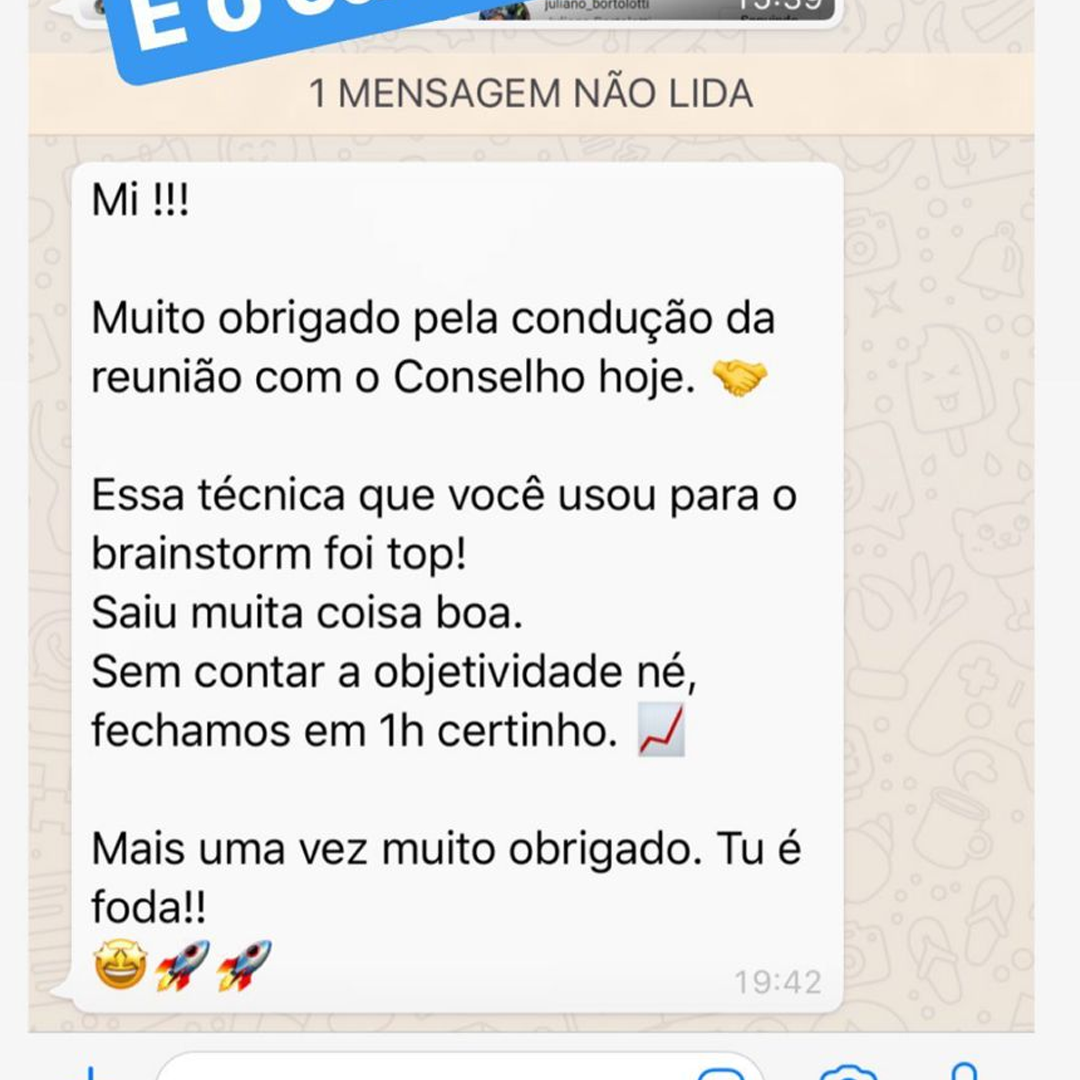 É o
juliano_bortolotti
15:39
1 MENSAGEM NÃO LIDA
Mi !!!
Muito obrigado pela condução da
reunião com o Conselho hoje. 🤝
Essa técnica que você usou para o
brainstorm foi top!
Saiu muita coisa boa.
Sem contar a objetividade né,
fechamos em 1h certinho. 📈
Mais uma vez muito obrigado. Tu é
foda!!
🤩🚀🚀
19:42